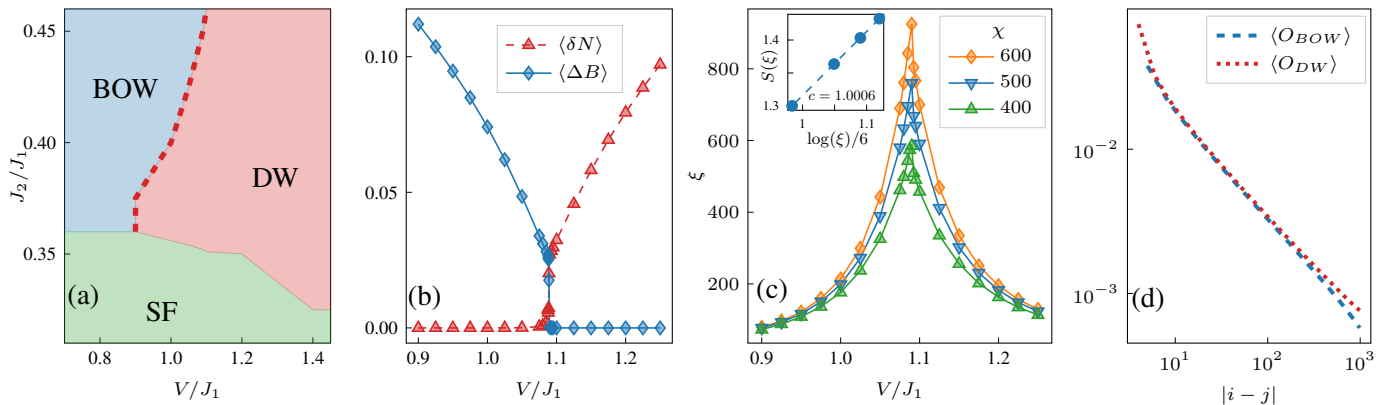 0.45
0.40
0.35
J₂/J₁
BOW
DW
SF
(a)
0.8 1.0 1.2 1.4
V/J₁
0.10
0.05
0.00
⟨δN⟩
⟨ΔB⟩
(b)
0.9 1.0 1.1 1.2
V/J₁
800
600
400
200
ξ
1.4
1.3
S(ξ)
c = 1.0006
1 1.1
log(ξ)/6
χ
600
500
400
(c)
0.9 1.0 1.1 1.2
V/J₁
10⁻²
10⁻³
⟨O_BOW⟩
⟨O_DW⟩
(d)
10¹ 10² 10³
|i − j|